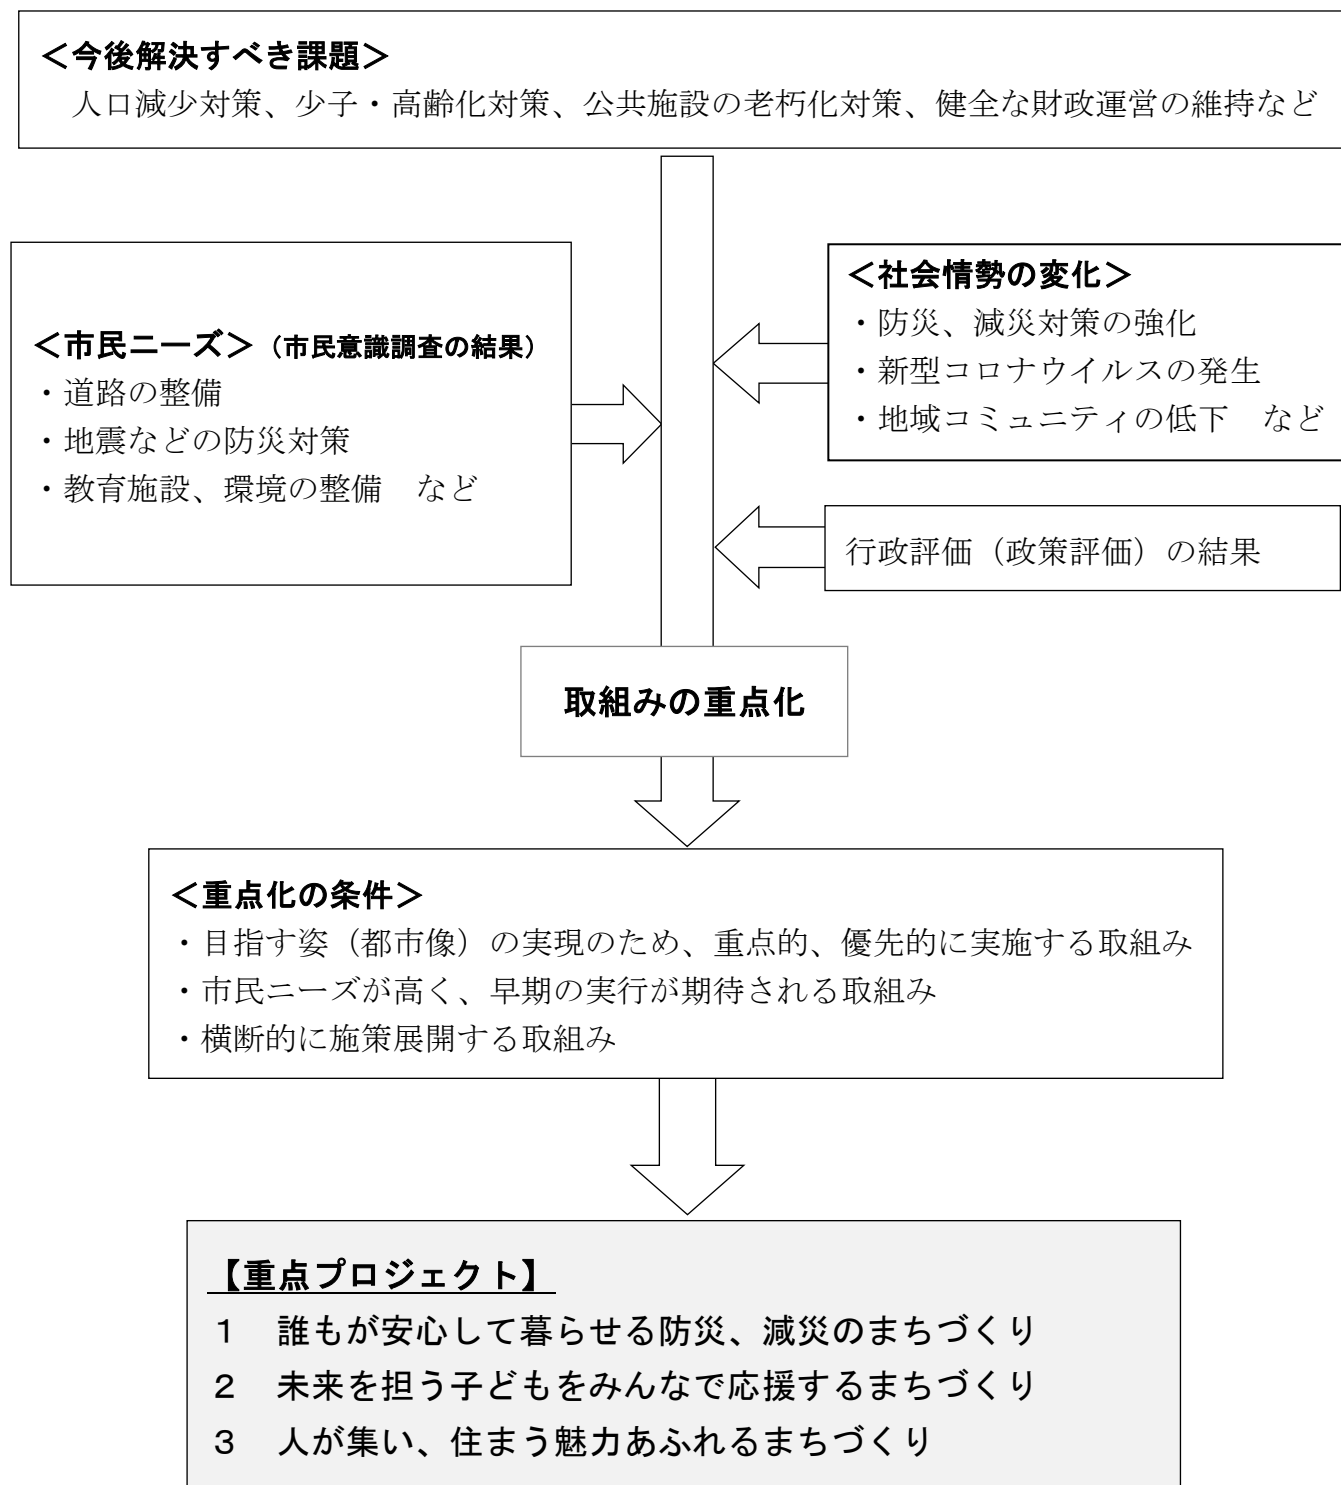 ＜今後解決すべき課題＞
人口減少対策、少子・高齢化対策、公共施設の老朽化対策、健全な財政運営の維持など
＜市民ニーズ＞（市民意識調査の結果）
・道路の整備
・地震などの防災対策
・教育施設、環境の整備　など
＜社会情勢の変化＞
・防災、減災対策の強化
・新型コロナウイルスの発生
・地域コミュニティの低下　など
行政評価（政策評価）の結果
取組みの重点化
＜重点化の条件＞
・目指す姿（都市像）の実現のため、重点的、優先的に実施する取組み
・市民ニーズが高く、早期の実行が期待される取組み
・横断的に施策展開する取組み
【重点プロジェクト】
１　誰もが安心して暮らせる防災、減災のまちづくり
２　未来を担う子どもをみんなで応援するまちづくり
３　人が集い、住まう魅力あふれるまちづくり